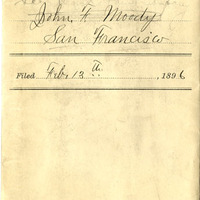 John F. Moody
San Francisco
Filed Feb. 13th, 1896